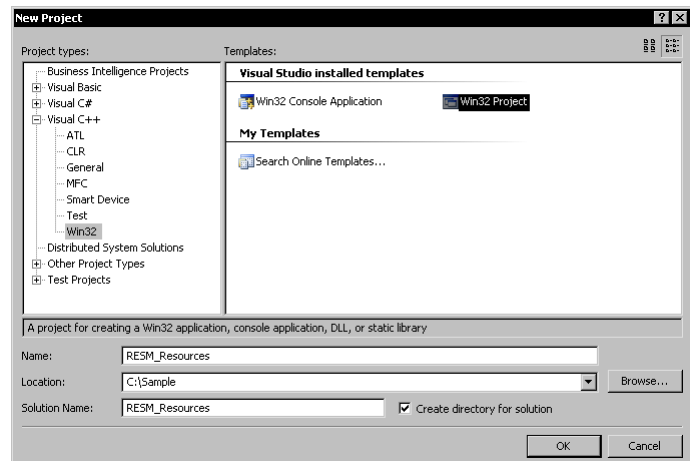 New Project
Project types:
Templates:
Business Intelligence Projects
Visual Basic
Visual C#
Visual C++
ATL
CLR
General
MFC
Smart Device
Test
Win32
Distributed System Solutions
Other Project Types
Test Projects
Visual Studio installed templates
Win32 Console Application
Win32 Project
My Templates
Search Online Templates...
A project for creating a Win32 application, console application, DLL, or static library
Name: RESM_Resources
Location: C:\Sample Browse...
Solution Name: RESM_Resources Create directory for solution
OK Cancel